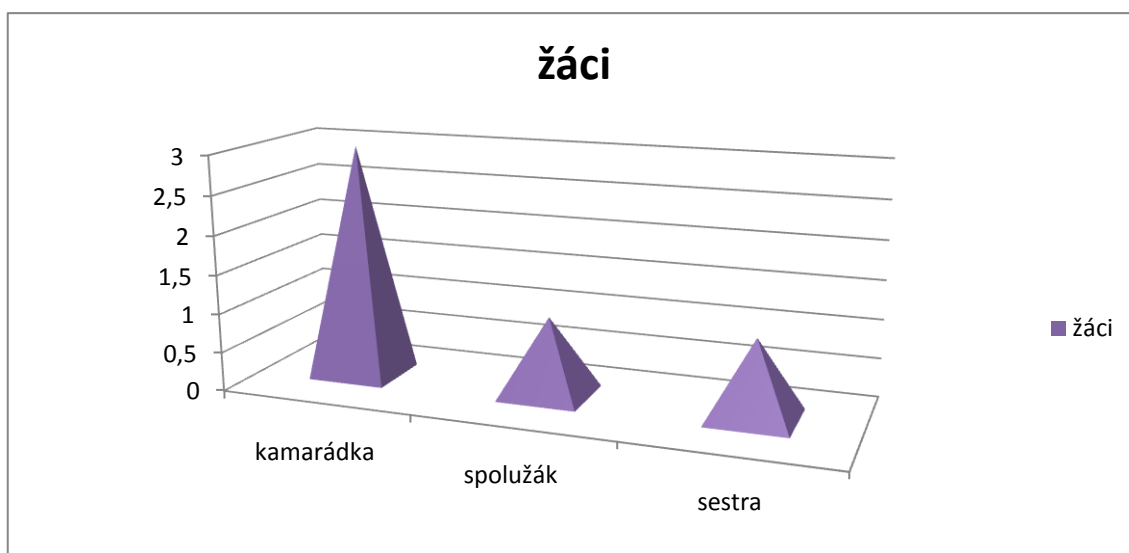 žáci
3
2,5
2
1,5
1
0,5
0
kamarádka
spolužák
sestra
žáci